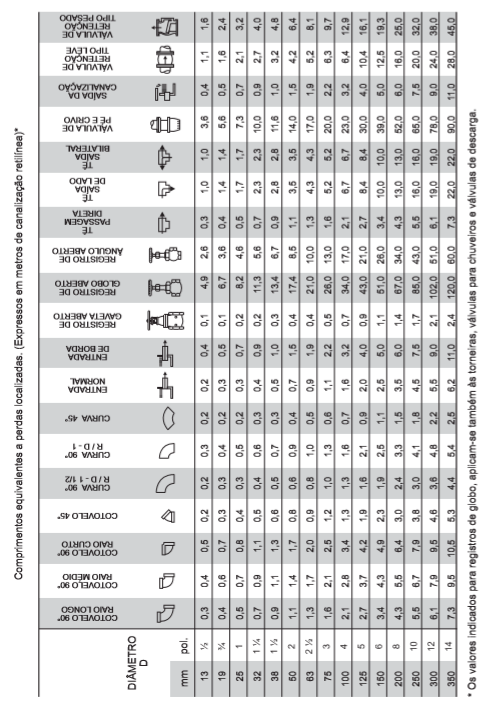 Comprimentos equivalentes a perdas localizadas. (Expressos em metros de canalização retilínea)*
DIÂMETRO
D
mm pol.
COTOVELO 90°
RAIO LONGO
COTOVELO 90°
RAIO MÉDIO
COTOVELO 90°
RAIO CURTO
COTOVELO 45°
CURVA 90°
R / D - 1 1/2
CURVA 90°
R / D - 1
CURVA 45°
ENTRADA
NORMAL
ENTRADA
DE BORDA
REGISTRO DE
GAVETA ABERTO
REGISTRO DE
GLOBO ABERTO
REGISTRO DE
ÂNGULO ABERTO
TÊ
PASSAGEM
DIRETA
TÊ
SAÍDA
DE LADO
TÊ
SAÍDA
BILATERAL
VÁLVULA DE
PÉ E CRIVO
SAÍDA DA
CANALIZAÇÃO
VÁLVULA DE
RETENÇÃO
TIPO LEVE
VÁLVULA DE
RETENÇÃO
TIPO PESADO
13 ½ 0,3 0,4 0,5 0,2 0,2 0,3 0,2 0,2 0,4 0,1 4,9 2,6 0,3 1,0 1,0 3,6 0,4 1,1 1,6
19 ¾ 0,4 0,6 0,7 0,3 0,3 0,4 0,2 0,2 0,5 0,1 6,7 3,6 0,4 1,4 1,4 5,6 0,5 1,6 2,4
25 1 0,5 0,7 0,8 0,4 0,3 0,5 0,2 0,3 0,7 0,2 8,2 4,6 0,5 1,7 1,7 7,3 0,7 2,1 3,2
32 1 ¼ 0,7 0,9 1,1 0,5 0,4 0,6 0,3 0,4 0,9 0,2 11,3 5,6 0,7 2,3 2,3 10,0 0,9 2,7 4,0
38 1 ½ 0,9 1,1 1,3 0,6 0,5 0,7 0,3 0,5 1,0 0,3 13,4 6,7 0,9 2,8 2,8 11,6 1,0 3,2 4,8
50 2 1,1 1,4 1,7 0,8 0,6 0,9 0,4 0,7 1,5 0,4 17,4 8,5 1,1 3,5 3,5 14,0 1,5 4,2 6,4
63 2 ½ 1,3 1,7 2,0 0,9 0,8 1,0 0,5 0,9 1,9 0,4 21,0 10,0 1,3 4,3 4,3 17,0 1,9 5,2 8,1
75 3 1,6 2,1 2,5 1,2 1,0 1,3 0,6 1,1 2,2 0,5 26,0 13,0 1,6 5,2 5,2 20,0 2,2 6,3 9,7
100 4 2,1 2,8 3,4 1,3 1,3 1,6 0,7 1,6 3,2 0,7 34,0 17,0 2,1 6,7 6,7 23,0 3,2 6,4 12,9
125 5 2,7 3,7 4,2 1,9 1,6 2,1 0,9 2,0 4,0 0,9 43,0 21,0 2,7 8,4 8,4 30,0 4,0 10,4 16,1
150 6 3,4 4,3 4,9 2,3 1,9 2,5 1,1 2,5 5,0 1,1 51,0 26,0 3,4 10,0 10,0 39,0 5,0 12,5 19,3
200 8 4,3 5,5 6,4 3,0 2,4 3,3 1,5 3,5 6,0 1,4 67,0 34,0 4,3 13,0 13,0 52,0 6,0 16,0 25,0
250 10 5,5 6,7 7,9 3,8 3,0 4,1 1,8 4,5 7,5 1,7 85,0 43,0 5,5 16,0 16,0 65,0 7,5 20,0 32,0
300 12 6,1 7,9 9,5 4,6 3,6 4,8 2,2 5,5 9,0 2,1 102,0 51,0 6,1 19,0 19,0 78,0 9,0 24,0 38,0
350 14 7,3 9,5 10,5 5,3 4,4 5,4 2,5 6,2 11,0 2,4 120,0 60,0 7,3 22,0 22,0 90,0 11,0 28,0 45,0
* Os valores indicados para registros de globo, aplicam-se também às torneiras, válvulas para chuveiros e válvulas de descarga.